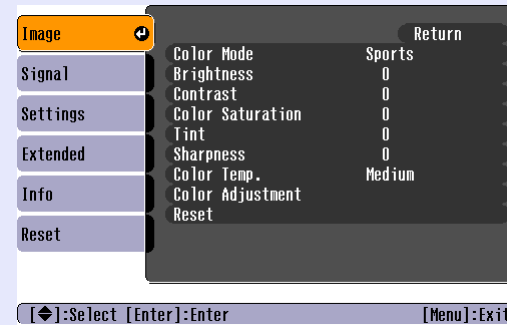 Image
Signal
Settings
Extended
Info
Reset
Return
Color Mode Sports
Brightness 0
Contrast 0
Color Saturation 0
Tint 0
Sharpness 0
Color Temp. Medium
Color Adjustment
Reset
[◆]:Select [Enter]:Enter [Menu]:Exit